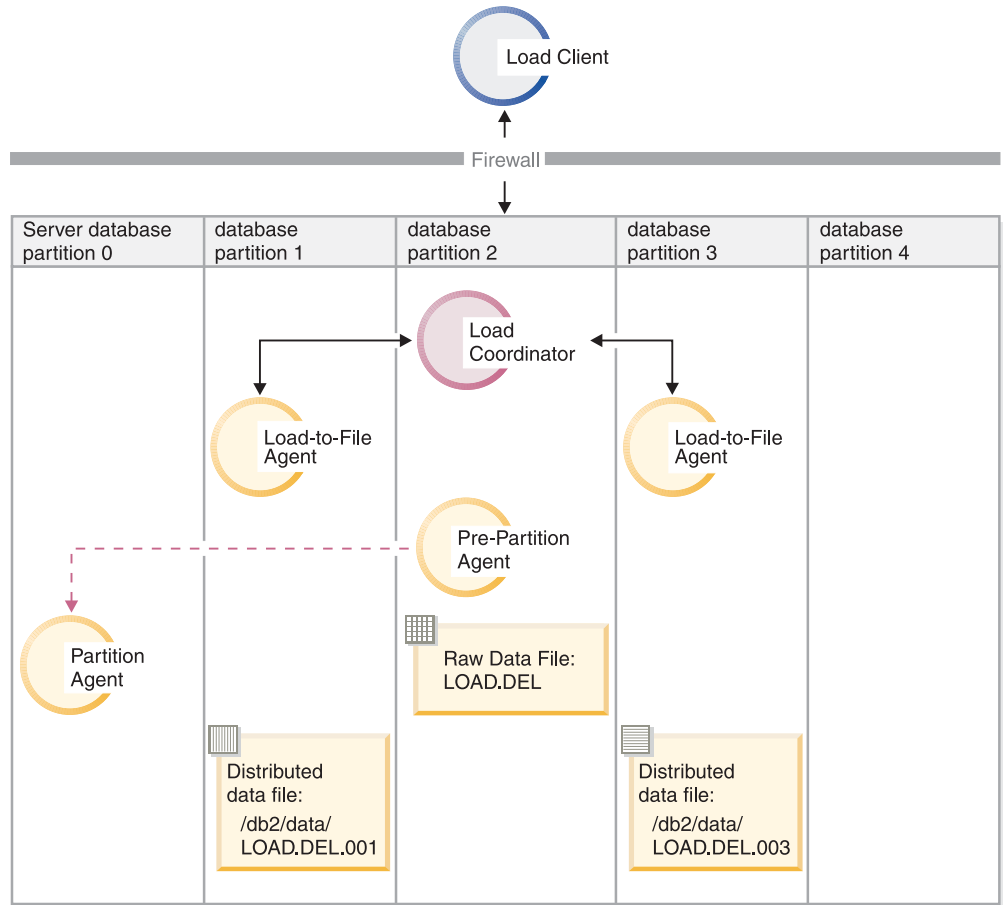 Load Client
Firewall
Server database
partition 0
database
partition 1
database
partition 2
database
partition 3
database
partition 4
Load
Coordinator
Load-to-File
Agent
Load-to-File
Agent
Pre-Partition
Agent
Partition
Agent
Raw Data File:
LOAD.DEL
Distributed
data file:
/db2/data/
LOAD.DEL.001
Distributed
data file:
/db2/data/
LOAD.DEL.003